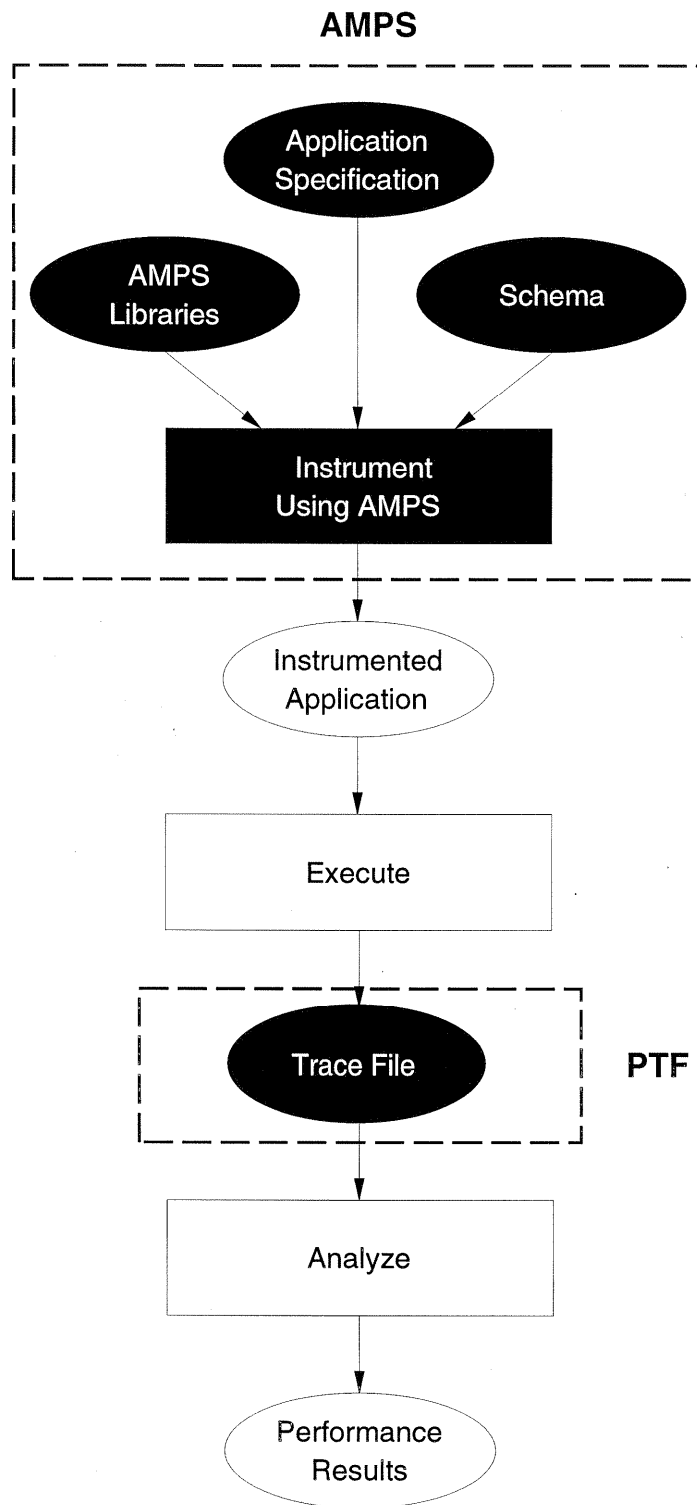 AMPS
Application
Specification
AMPS
Libraries
Schema
Instrument
Using AMPS
Instrumented
Application
Execute
Trace File
PTF
Analyze
Performance
Results